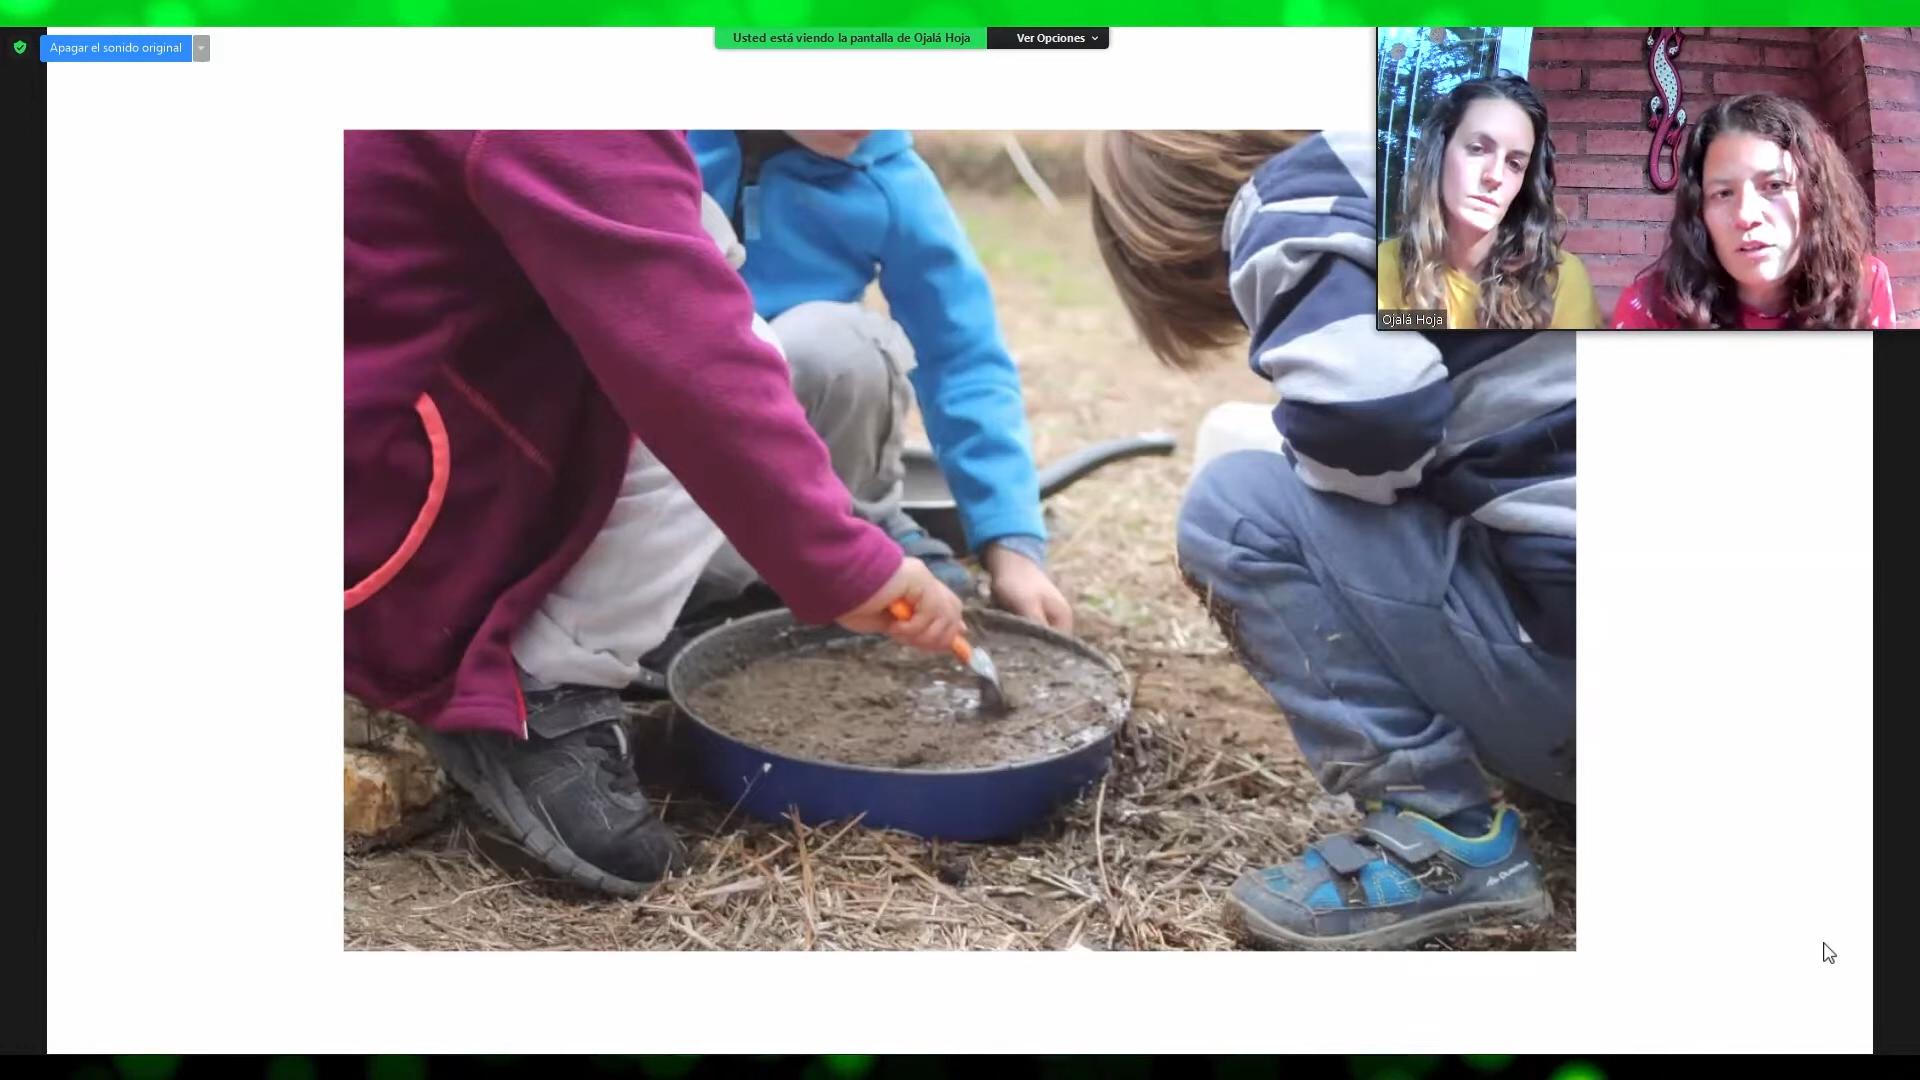 Apagar el sonido original
Usted está viendo la pantalla de Ojalá Hoja
Ver Opciones
Ojalá Hoja